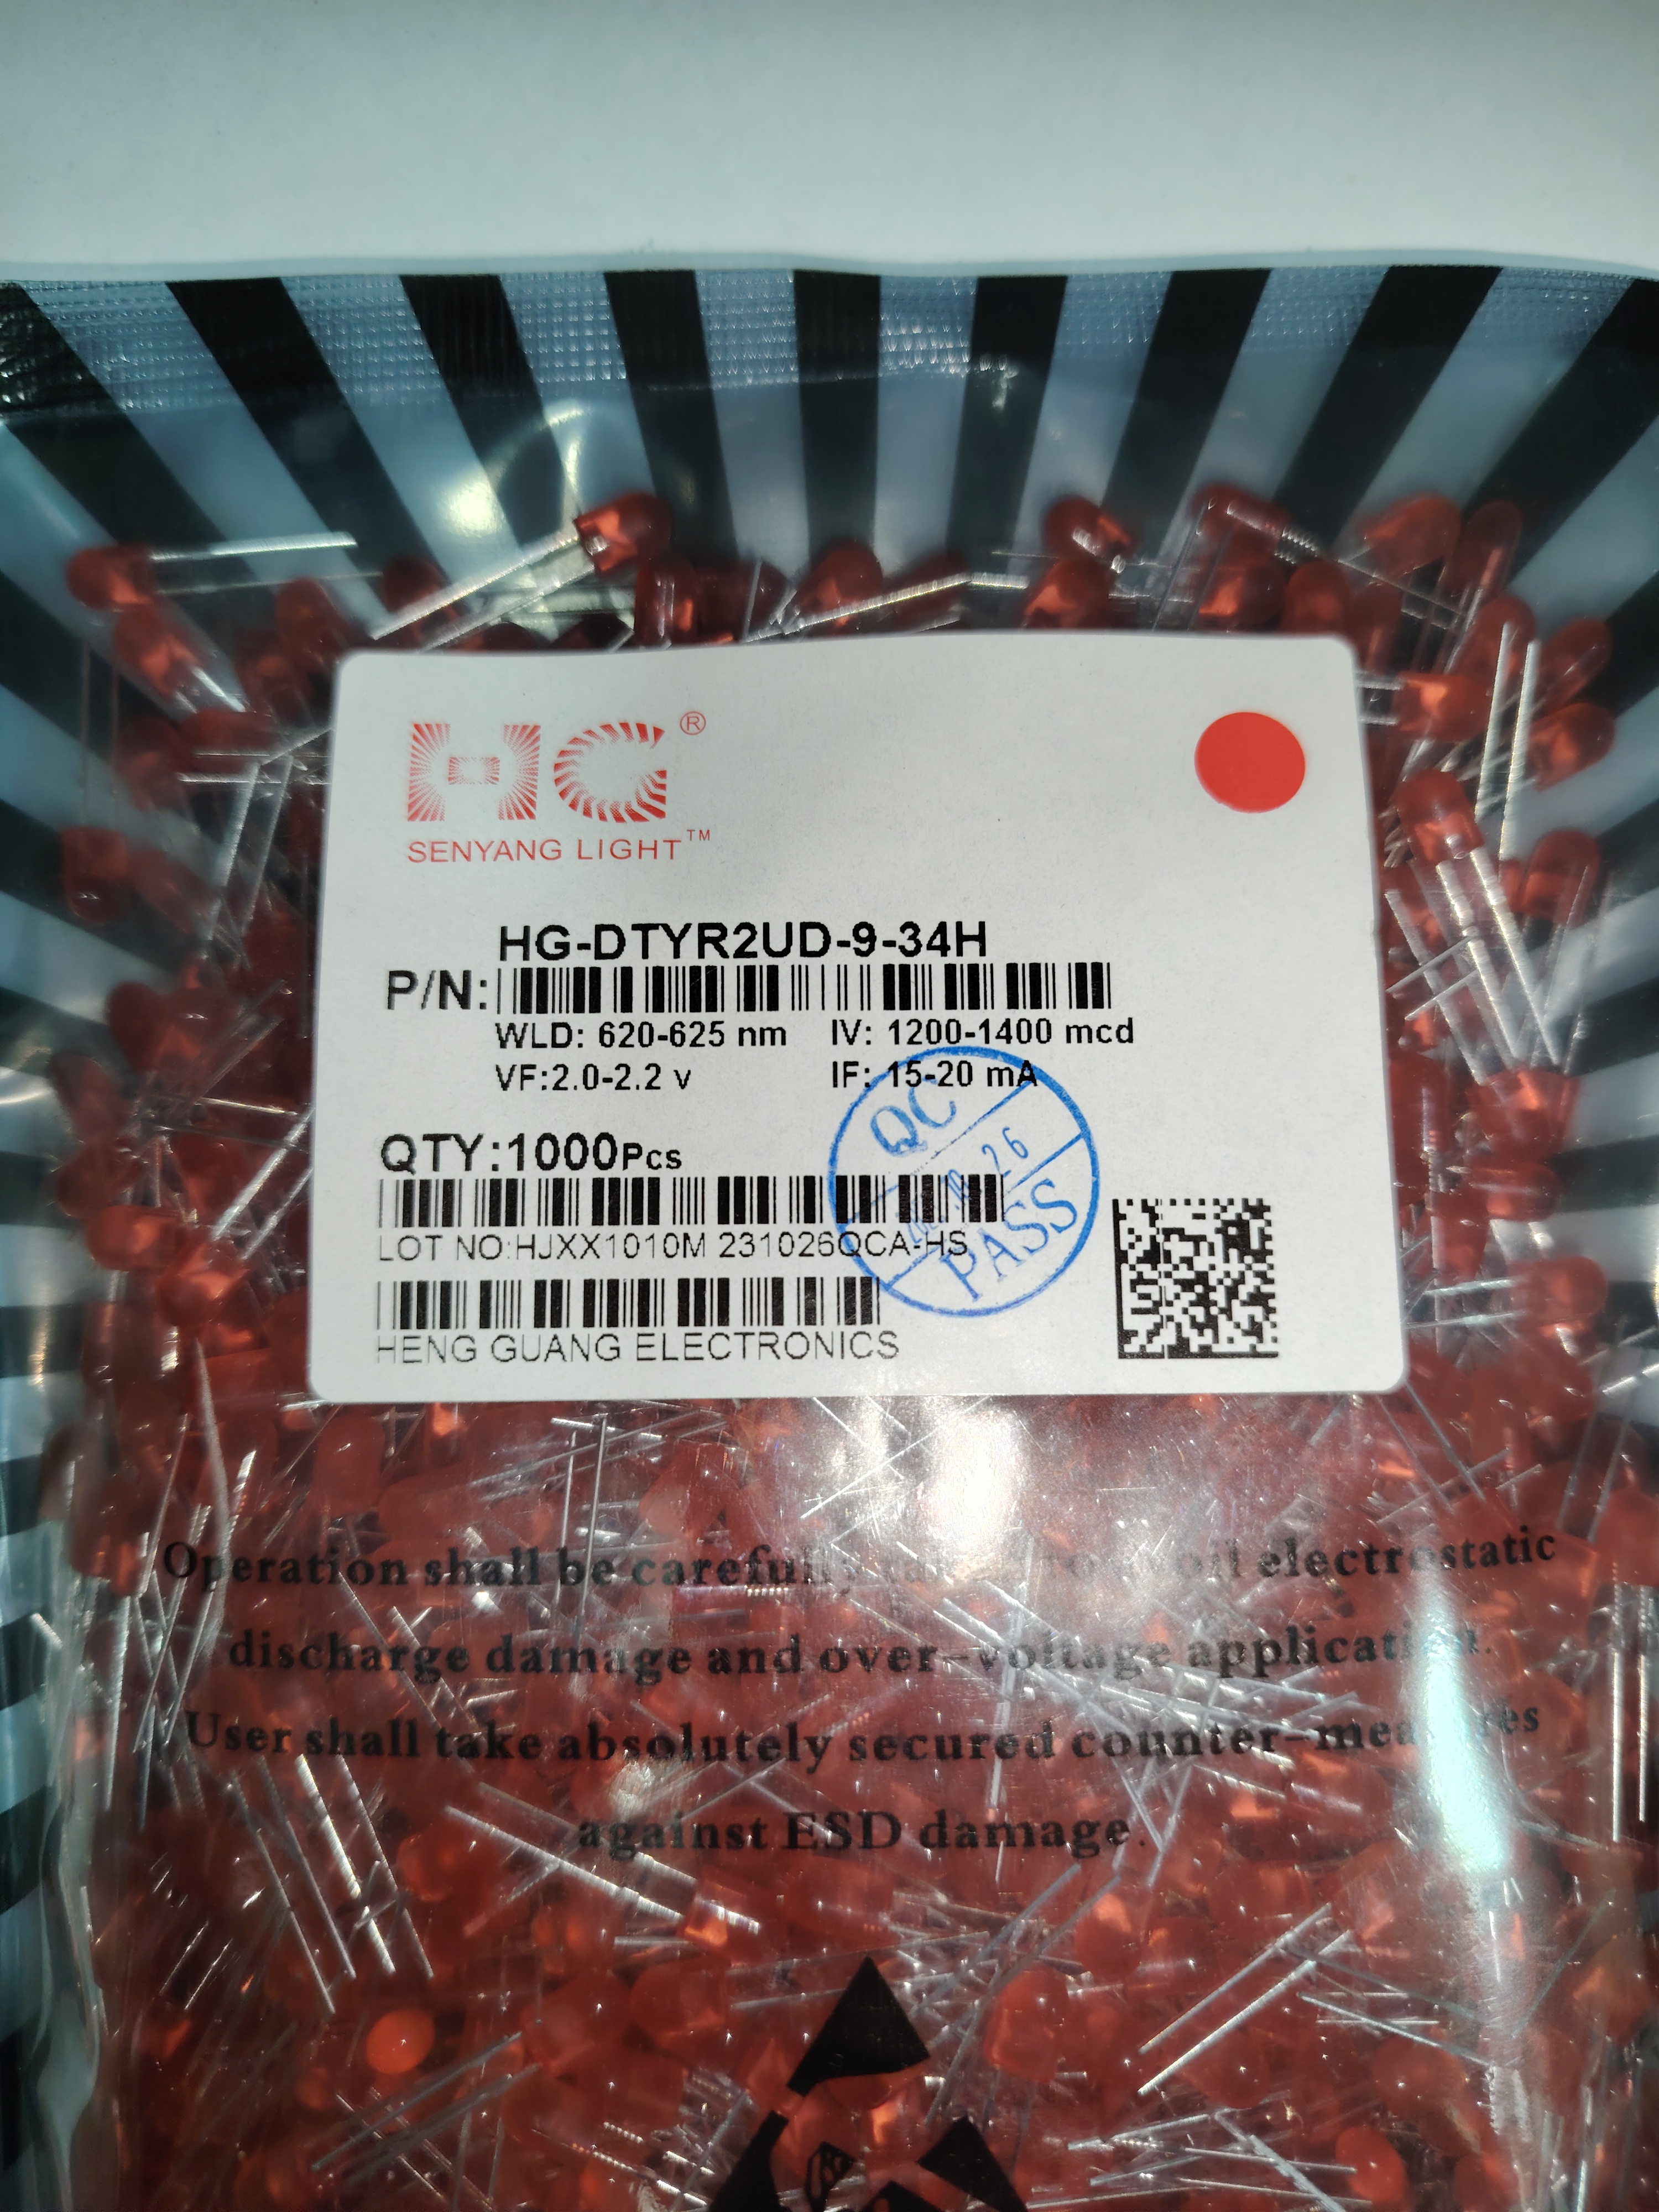 HG®
SENYANG LIGHT™
HG-DTYR2UD-9-34H
P/N:
WLD: 620-625 nm IV: 1200-1400 mcd
VF:2.0-2.2 v IF: 15-20 mA
QC
26
PASS
QTY:1000Pcs
LOT NO:HJXX1010M 231026QCA-HS
HENG GUANG ELECTRONICS
Operation shall be carefully electrostatic
discharge damage and over-voltage
User shall take absolutely secured
against ESD damage.